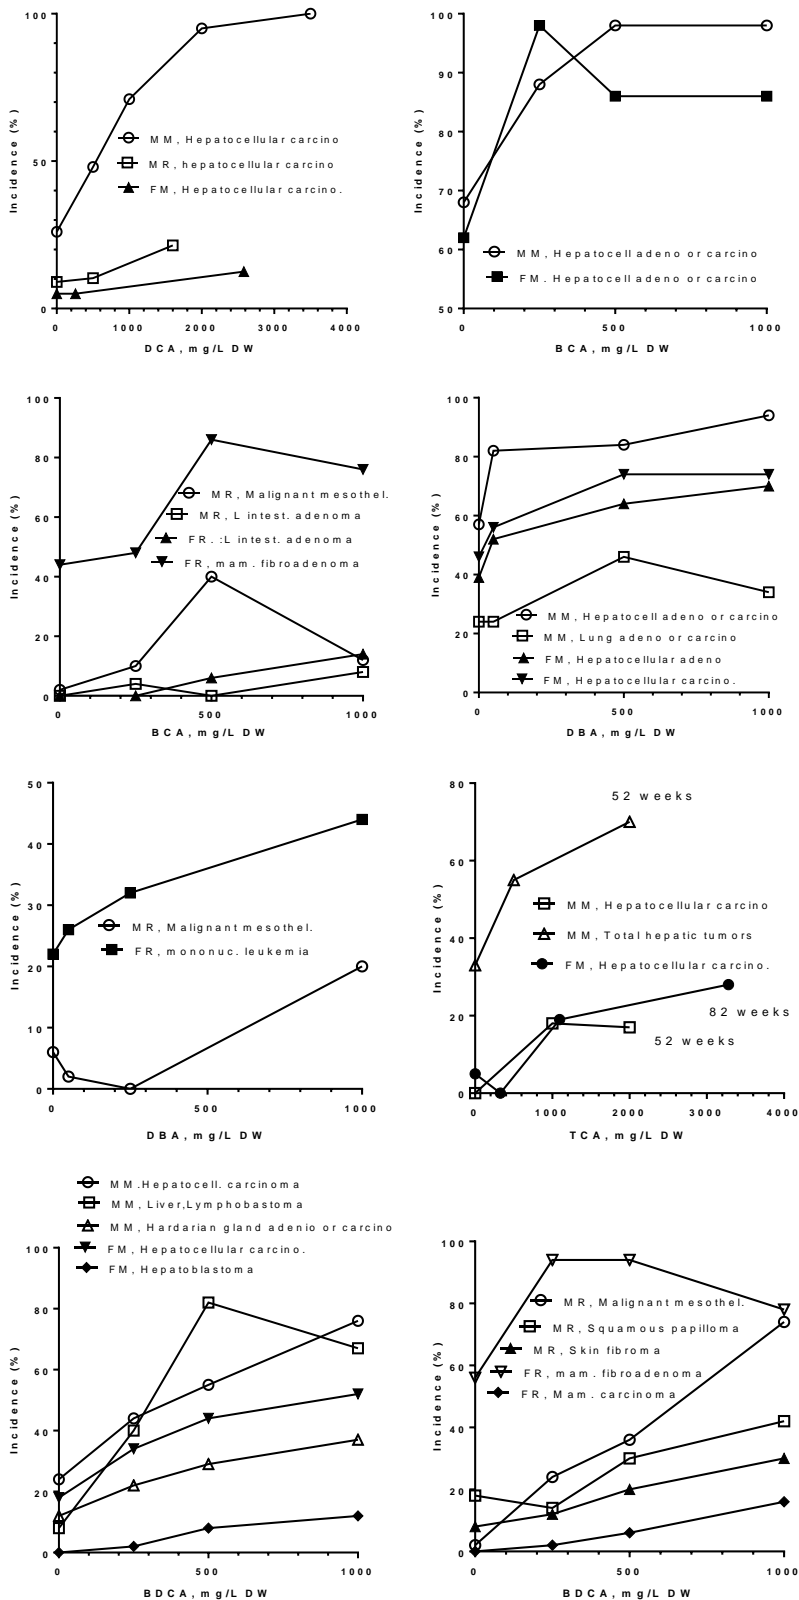 100
50
0
Incidence (%)
MM, Hepatocellular carcino
MR, hepatocellular carcino
FM, Hepatocellular carcino.
0 1000 2000 3000 4000
DCA, mg/L DW
100
90
80
70
60
50
Incidence (%)
MM, Hepatocell adeno or carcino
FM. Hepatocell adeno or carcino
0 500 1000
BCA, mg/L DW
100
80
60
40
20
0
Incidence (%)
MR, Malignant mesothel.
MR, L intest. adenoma
FR. :L intest. adenoma
FR, mam. fibroadenoma
0 500 1000
BCA, mg/L DW
100
80
60
40
20
0
Incidence (%)
MM, Hepatocell adeno or carcino
MM, Lung adeno or carcino
FM, Hepatocellular adeno
FM, Hepatocellular carcino.
0 500 1000
DBA, mg/L DW
50
40
30
20
10
0
Incidence (%)
MR, Malignant mesothel.
FR, mononuc. leukemia
0 500 1000
DBA, mg/L DW
80
60
40
20
0
Incidence (%)
52 weeks
MM, Hepatocellular carcino
MM, Total hepatic tumors
FM, Hepatocellular carcino.
82 weeks
52 weeks
0 1000 2000 3000 4000
TCA, mg/L DW
MM.Hepatocell. carcinoma
MM, Liver,Lymphobastoma
MM, Hardarian gland adenio or carcino
FM, Hepatocellular carcino.
FM, Hepatoblastoma
100
80
60
40
20
0
Incidence (%)
0 500 1000
BDCA, mg/L DW
100
80
60
40
20
0
Incidence (%)
MR, Malignant mesothel.
MR, Squamous papilloma
MR, Skin fibroma
FR, mam. fibroadenoma
FR, Mam. carcinoma
0 500 1000
BDCA, mg/L DW